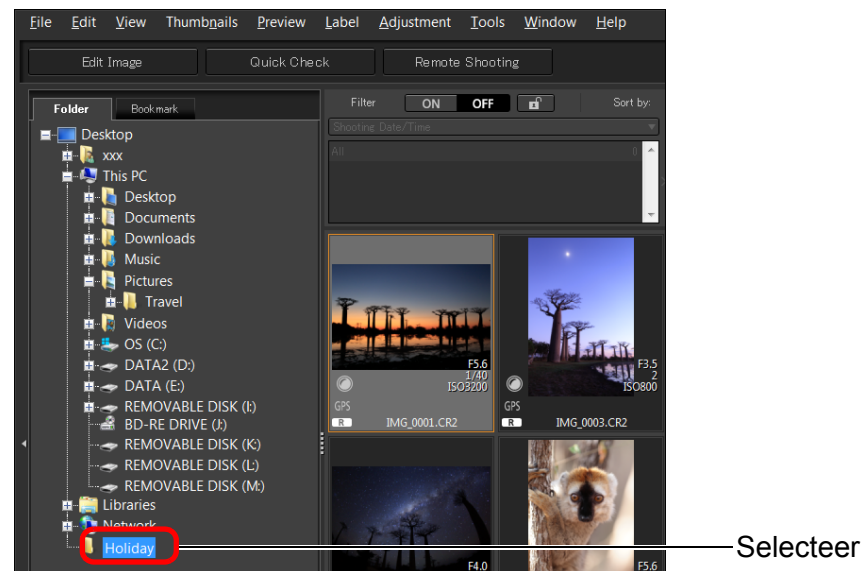 File Edit View Thumbnails Preview Label Adjustment Tools Window Help
Edit Image Quick Check Remote Shooting
Folder Bookmark
Filter ON OFF Sort by:
Shooting Date/Time
All 0
Desktop
xxx
This PC
Desktop
Documents
Downloads
Music
Pictures
Travel
Videos
OS (C:)
DATA2 (D:)
DATA (E:)
REMOVABLE DISK (I:)
BD-RE DRIVE (J:)
REMOVABLE DISK (K:)
REMOVABLE DISK (L:)
REMOVABLE DISK (M:)
Libraries
Network
Holiday
F5.6
1/40
ISO3200
GPS
R IMG_0001.CR2
F3.5
2
ISO800
GPS
R IMG_0003.CR2
F4.0
F5.6
Selecteer